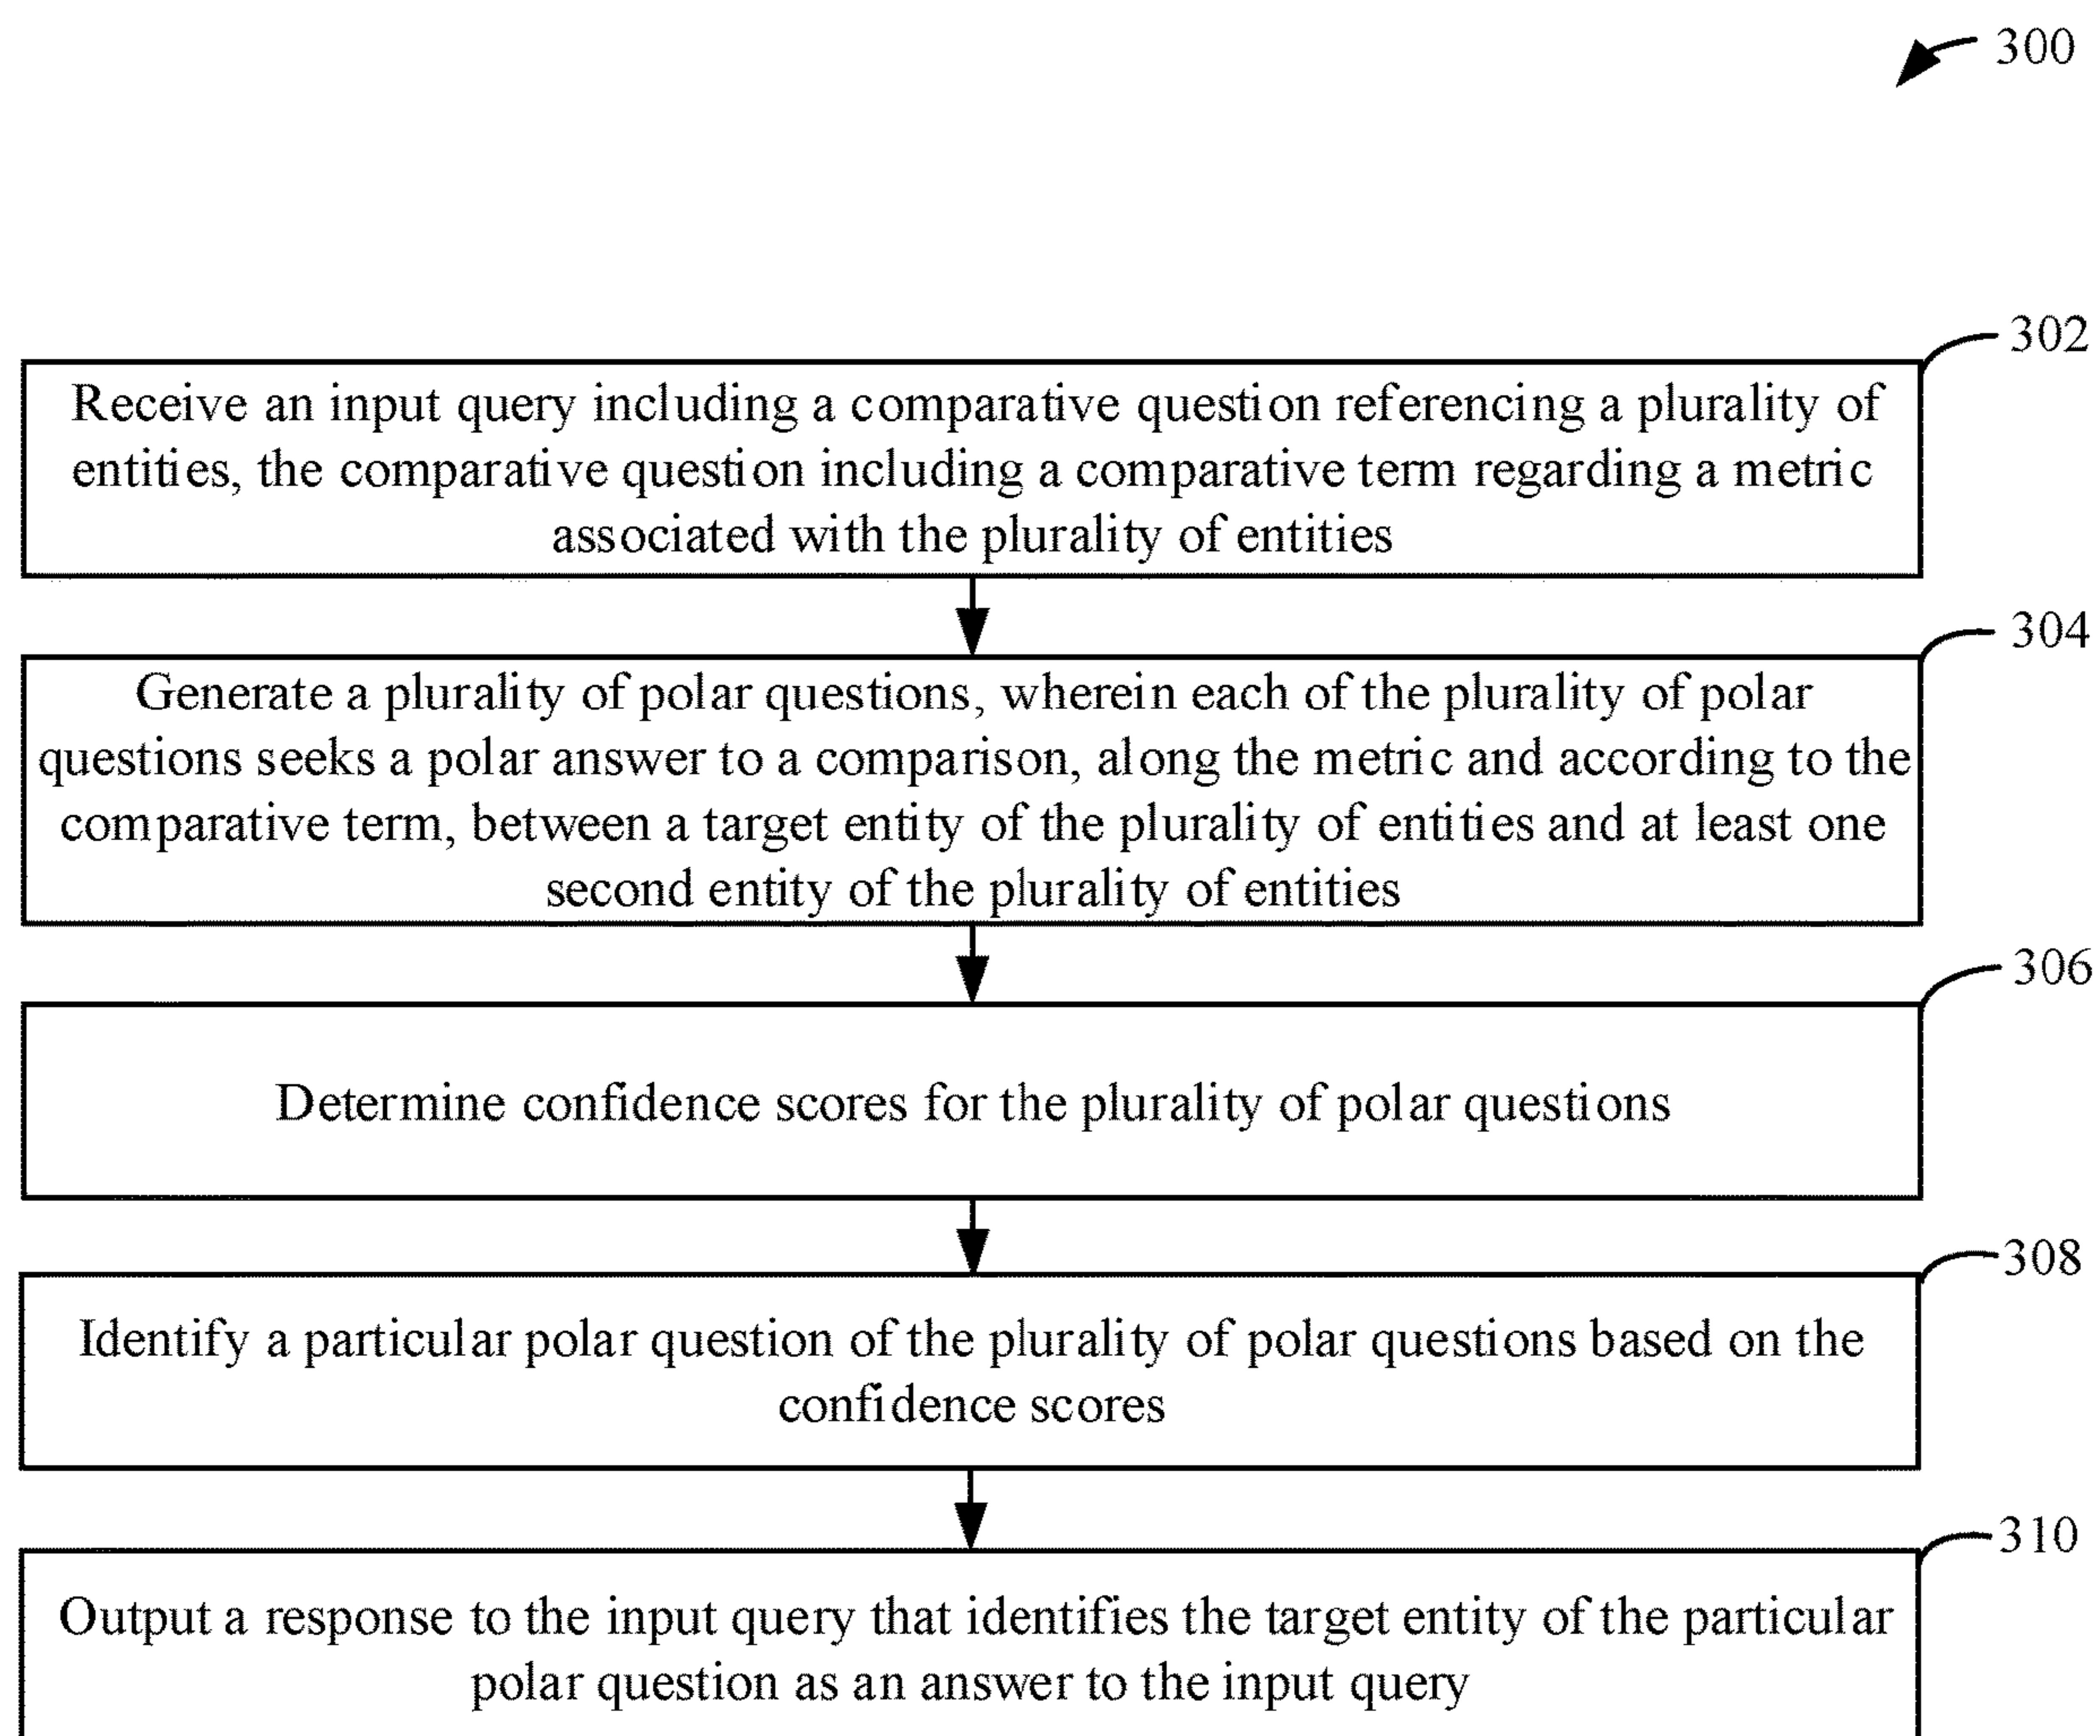 300
302
Receive an input query including a comparative question referencing a plurality of
entities, the comparative question including a comparative term regarding a metric
associated with the plurality of entities
304
Generate a plurality of polar questions, wherein each of the plurality of polar
questions seeks a polar answer to a comparison, along the metric and according to the
comparative term, between a target entity of the plurality of entities and at least one
second entity of the plurality of entities
306
Determine confidence scores for the plurality of polar questions
308
Identify a particular polar question of the plurality of polar questions based on the
confidence scores
310
Output a response to the input query that identifies the target entity of the particular
polar question as an answer to the input query